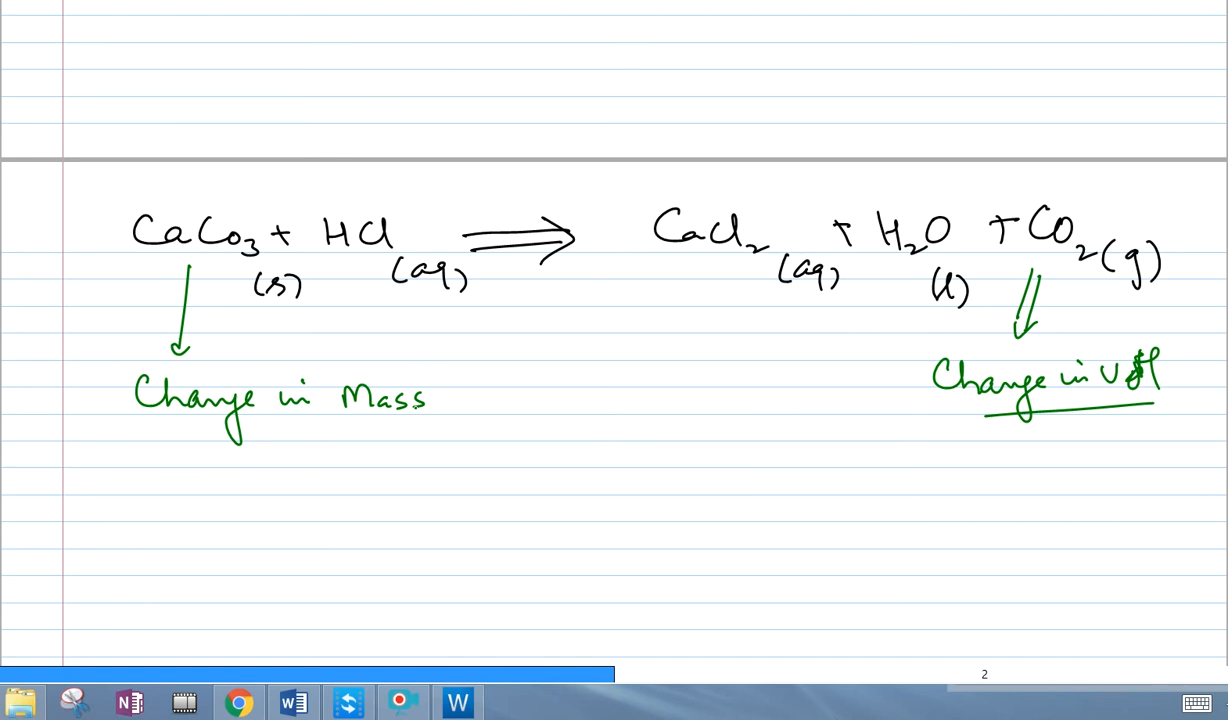 CaCo₃(s) + HCl(aq) ⇒ CaCl₂(aq) + H₂O(l) + CO₂(g)
Change in Mass
Change in Vol
2
N
W
W